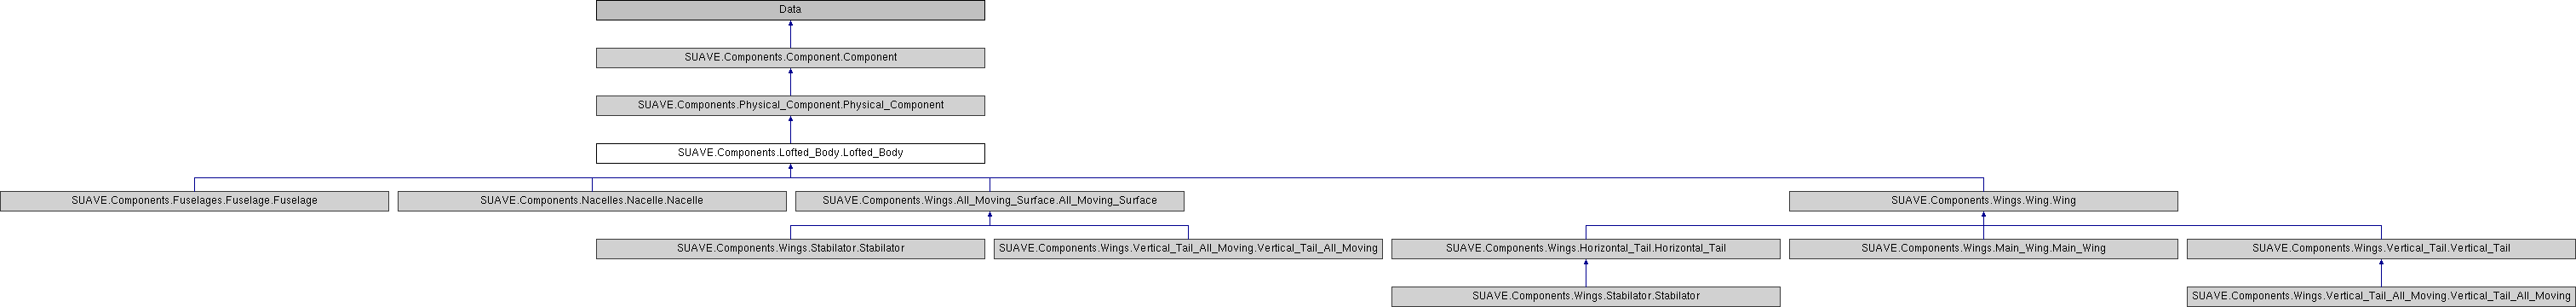 Data
SUAVE.Components.Component.Component
SUAVE.Components.Physical_Component.Physical_Component
SUAVE.Components.Lofted_Body.Lofted_Body
SUAVE.Components.Fuselages.Fuselage.Fuselage
SUAVE.Components.Nacelles.Nacelle.Nacelle
SUAVE.Components.Wings.All_Moving_Surface.All_Moving_Surface
SUAVE.Components.Wings.Wing.Wing
SUAVE.Components.Wings.Stabilator.Stabilator
SUAVE.Components.Wings.Vertical_Tail_All_Moving.Vertical_Tail_All_Moving
SUAVE.Components.Wings.Horizontal_Tail.Horizontal_Tail
SUAVE.Components.Wings.Main_Wing.Main_Wing
SUAVE.Components.Wings.Vertical_Tail.Vertical_Tail
SUAVE.Components.Wings.Stabilator.Stabilator
SUAVE.Components.Wings.Vertical_Tail_All_Moving.Vertical_Tail_All_Moving